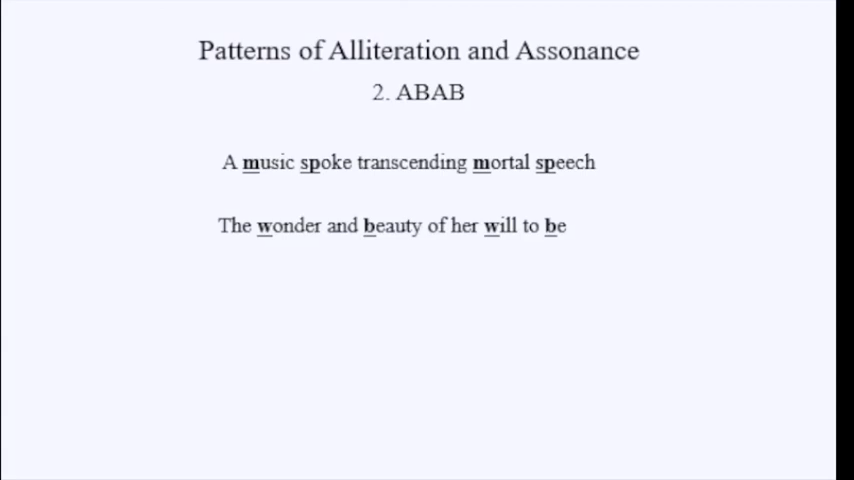 Patterns of Alliteration and Assonance
2. ABAB
A music spoke transcending mortal speech
The wonder and beauty of her will to be